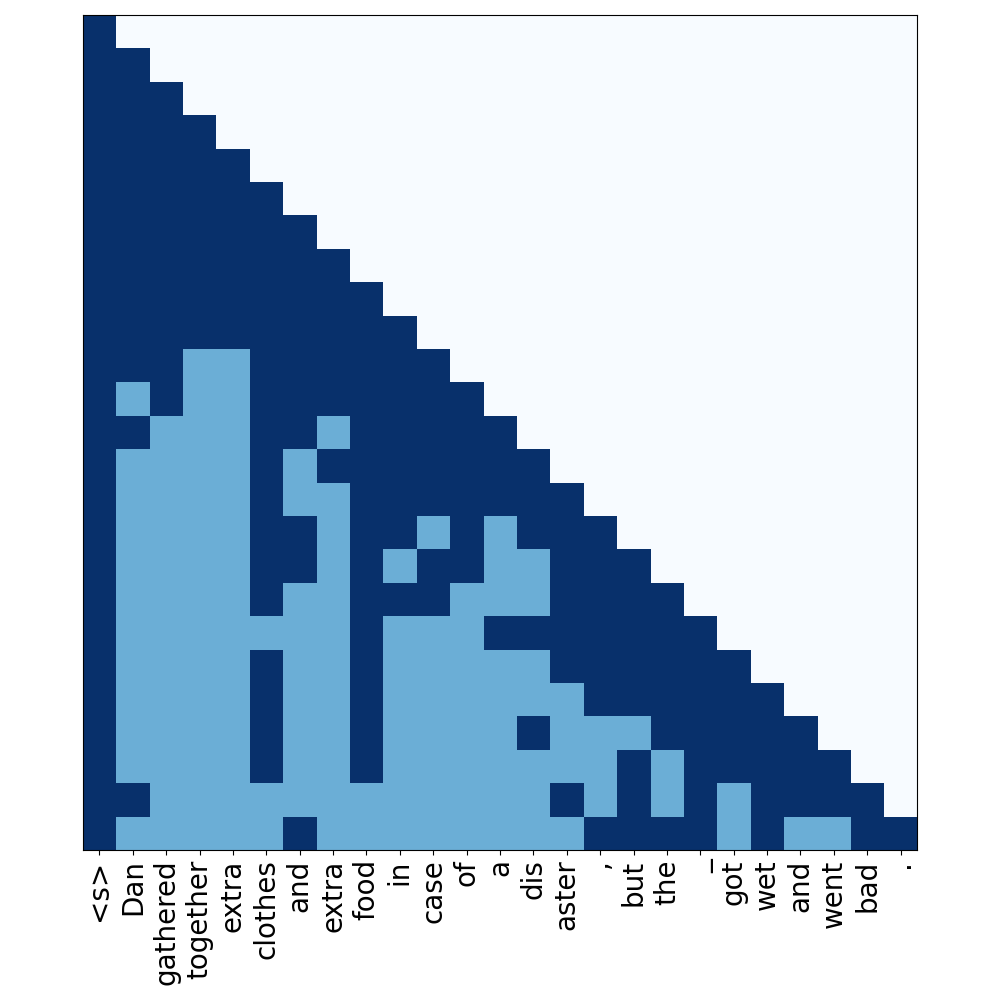 <s>
Dan
gathered
together
extra
clothes
and
extra
food
in
case
of
a
dis
aster
,
but
the
_
got
wet
and
went
bad
.